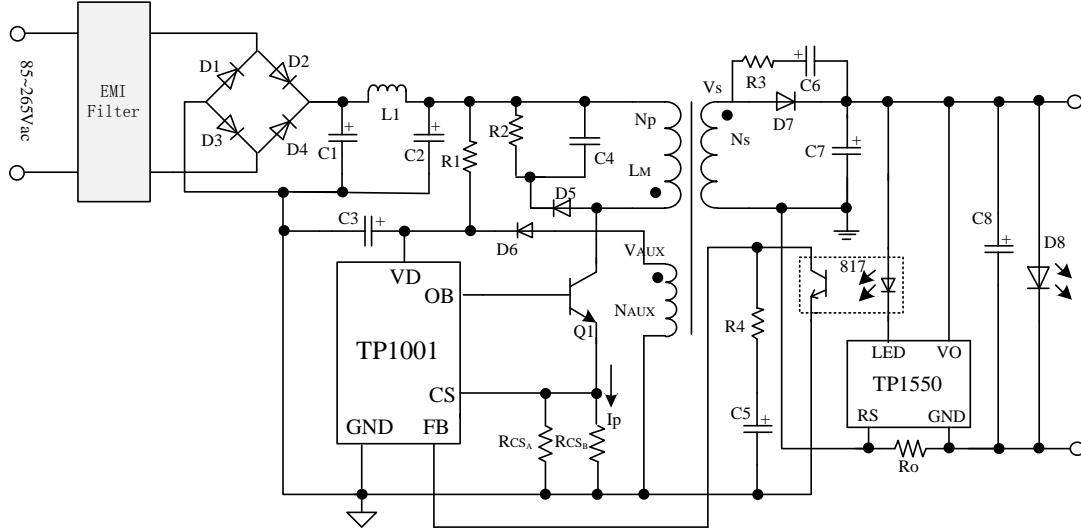 85~265Vac
EMI
Filter
D1
D2
D3
D4
C1
L1
C2
R1
R2
C4
D5
Np
LM
Vs
Ns
R3
C6
D7
C7
C3
D6
VAUX
NAUX
VD
OB
TP1001
CS
GND
FB
Q1
Ip
RCSA
RCSB
R4
C5
817
LED
VO
TP1550
RS
GND
Ro
C8
D8